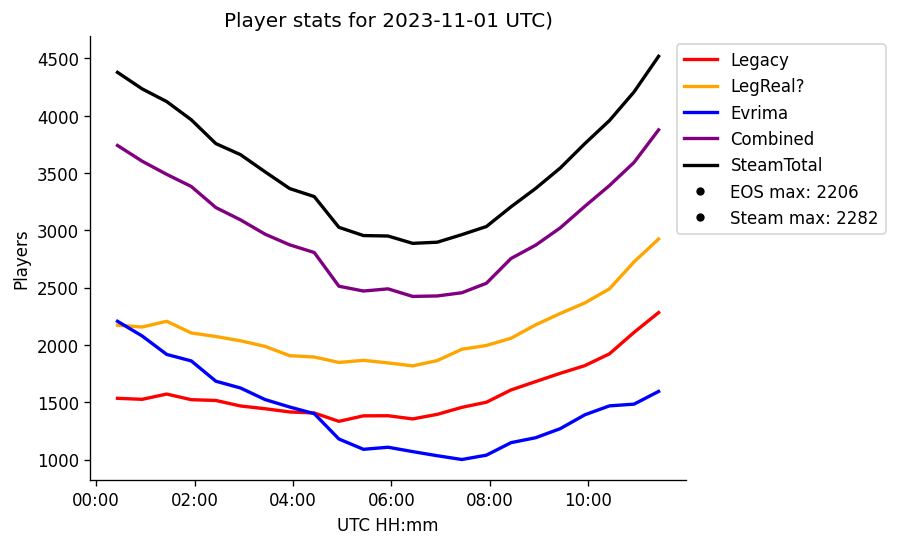 Player stats for 2023-11-01 UTC)
Players
4500
4000
3500
3000
2500
2000
1500
1000
00:00 02:00 04:00 06:00 08:00 10:00
UTC HH:mm
Legacy
LegReal?
Evrima
Combined
SteamTotal
EOS max: 2206
Steam max: 2282